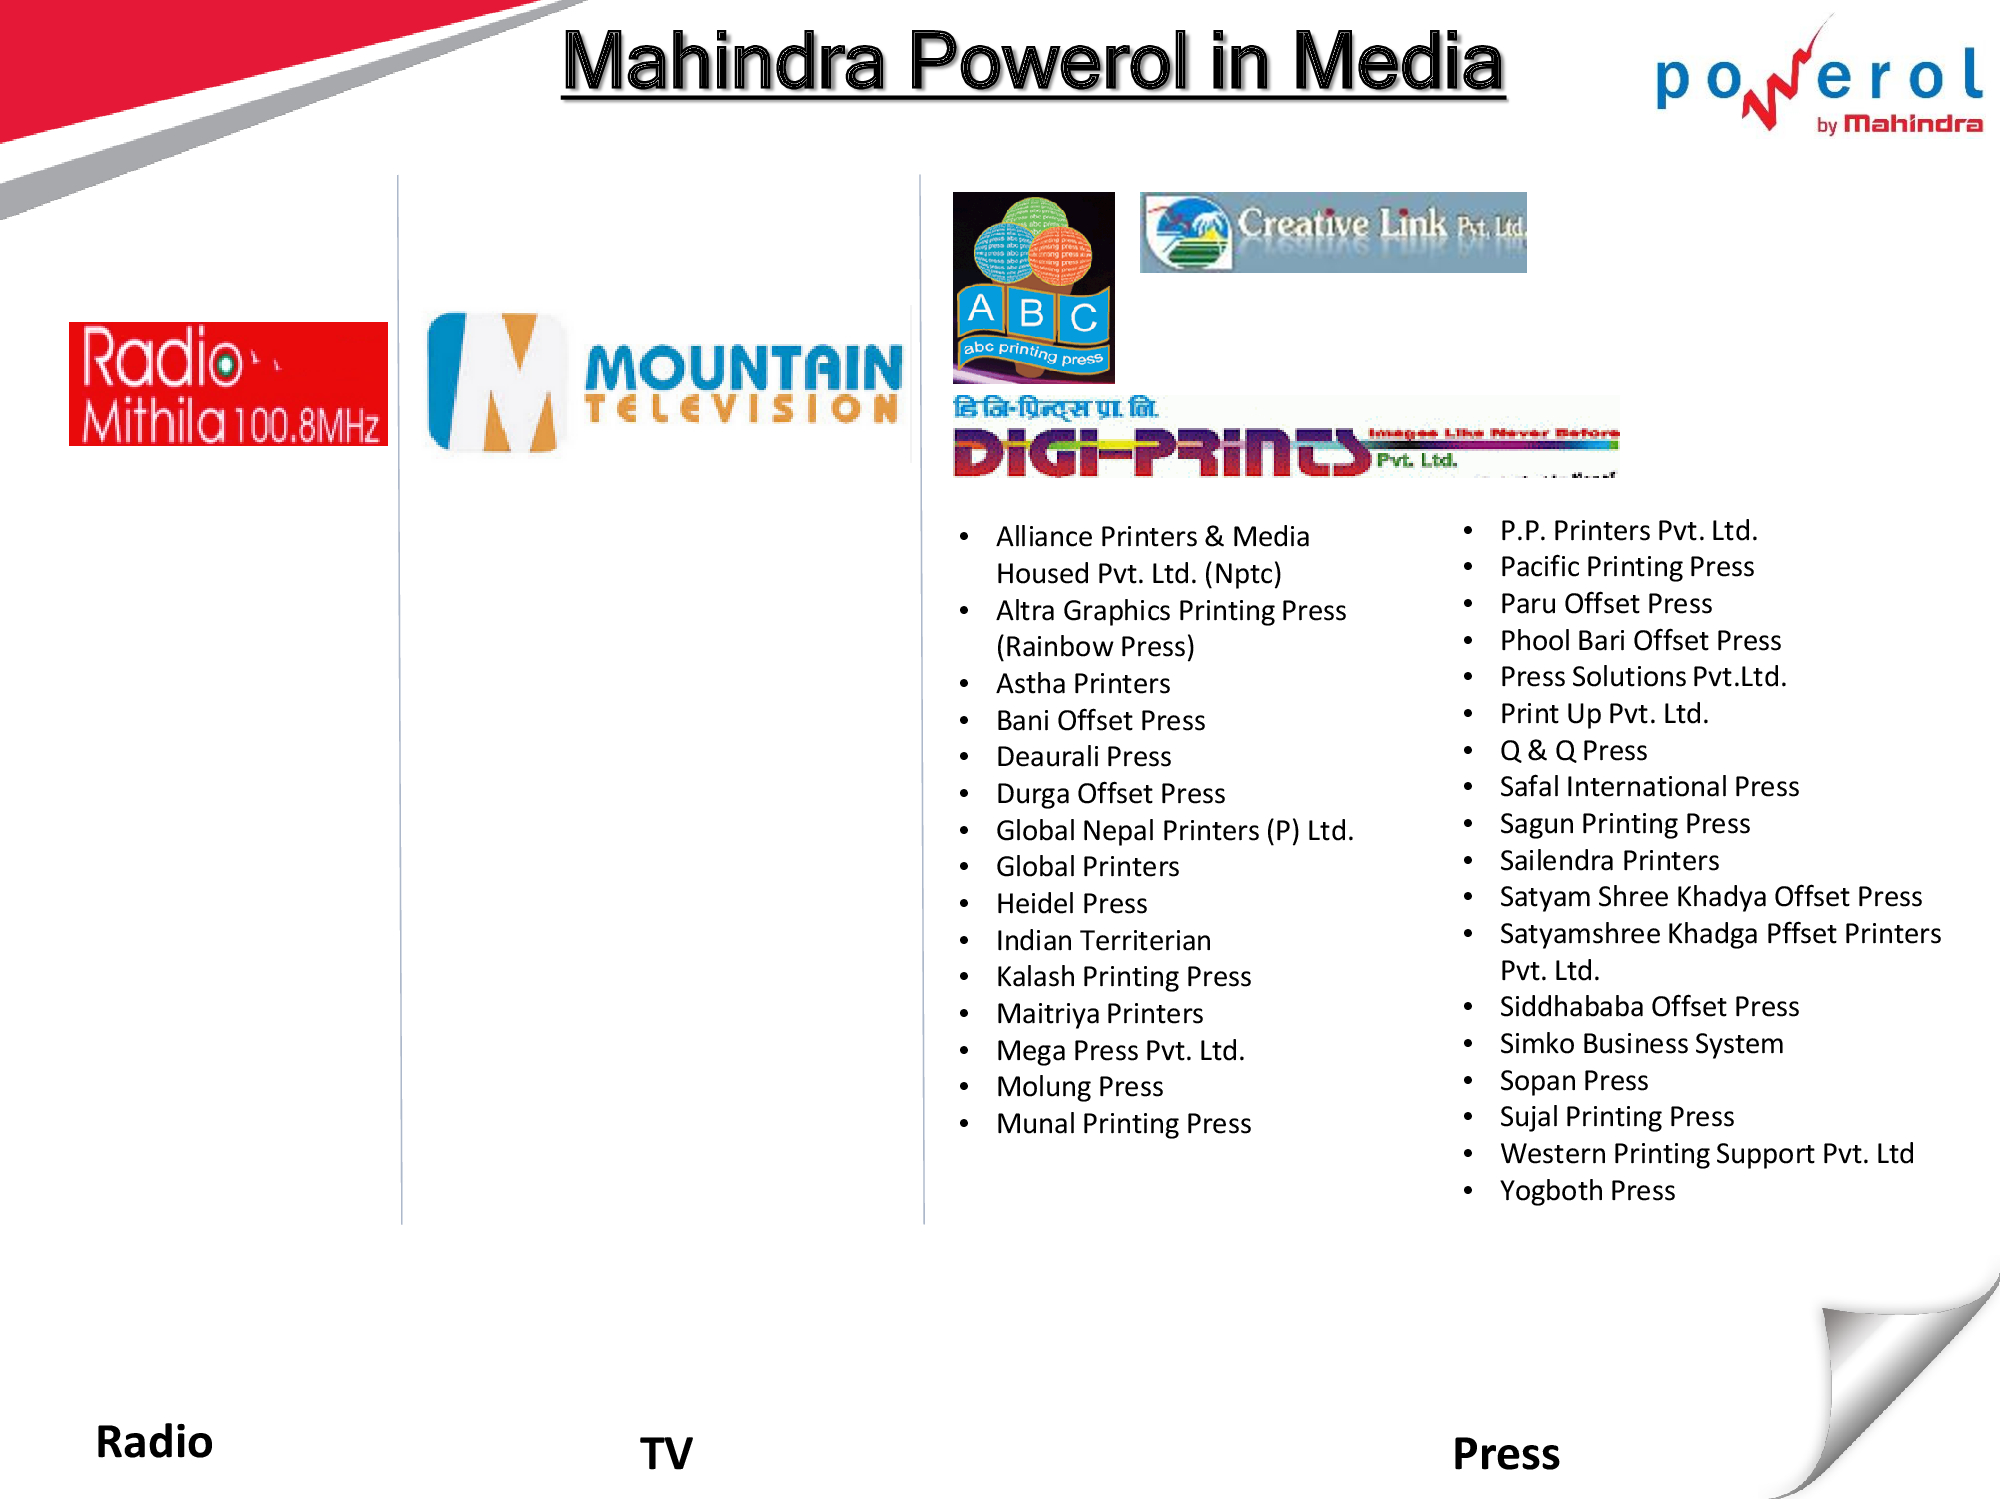 Mahindra Powerol in Media
powerol
by Mahindra
Radio
Mithila 100.8MHz
MOUNTAIN
TELEVISION
A B C
abc printing press
Creative Link Pvt. Ltd.
डिजि-प्रिन्ट्स प्रा. लि.
DIGI-PRINTS Images Like Never Before
Pvt. Ltd.
• Alliance Printers & Media
Housed Pvt. Ltd. (Nptc)
• Altra Graphics Printing Press
(Rainbow Press)
• Astha Printers
• Bani Offset Press
• Deaurali Press
• Durga Offset Press
• Global Nepal Printers (P) Ltd.
• Global Printers
• Heidel Press
• Indian Territerian
• Kalash Printing Press
• Maitriya Printers
• Mega Press Pvt. Ltd.
• Molung Press
• Munal Printing Press
• P.P. Printers Pvt. Ltd.
• Pacific Printing Press
• Paru Offset Press
• Phool Bari Offset Press
• Press Solutions Pvt.Ltd.
• Print Up Pvt. Ltd.
• Q & Q Press
• Safal International Press
• Sagun Printing Press
• Sailendra Printers
• Satyam Shree Khadya Offset Press
• Satyamshree Khadga Pffset Printers
Pvt. Ltd.
• Siddhababa Offset Press
• Simko Business System
• Sopan Press
• Sujal Printing Press
• Western Printing Support Pvt. Ltd
• Yogboth Press
Radio
TV
Press